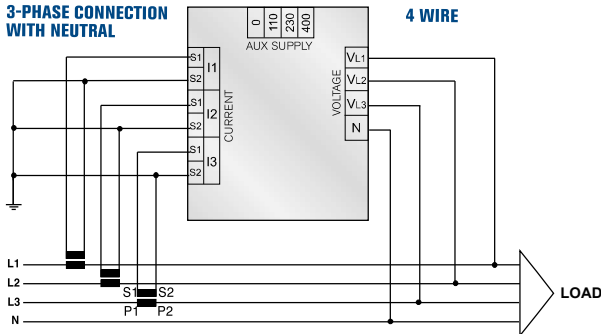 3-PHASE CONNECTION
WITH NEUTRAL
4 WIRE
0
110
230
400
AUX SUPPLY
S1
I1
S2
S1
I2
S2
S1
I3
S2
CURRENT
VOLTAGE
VL1
VL2
VL3
N
L1
L2
L3
N
S1 S2
P1 P2
LOAD